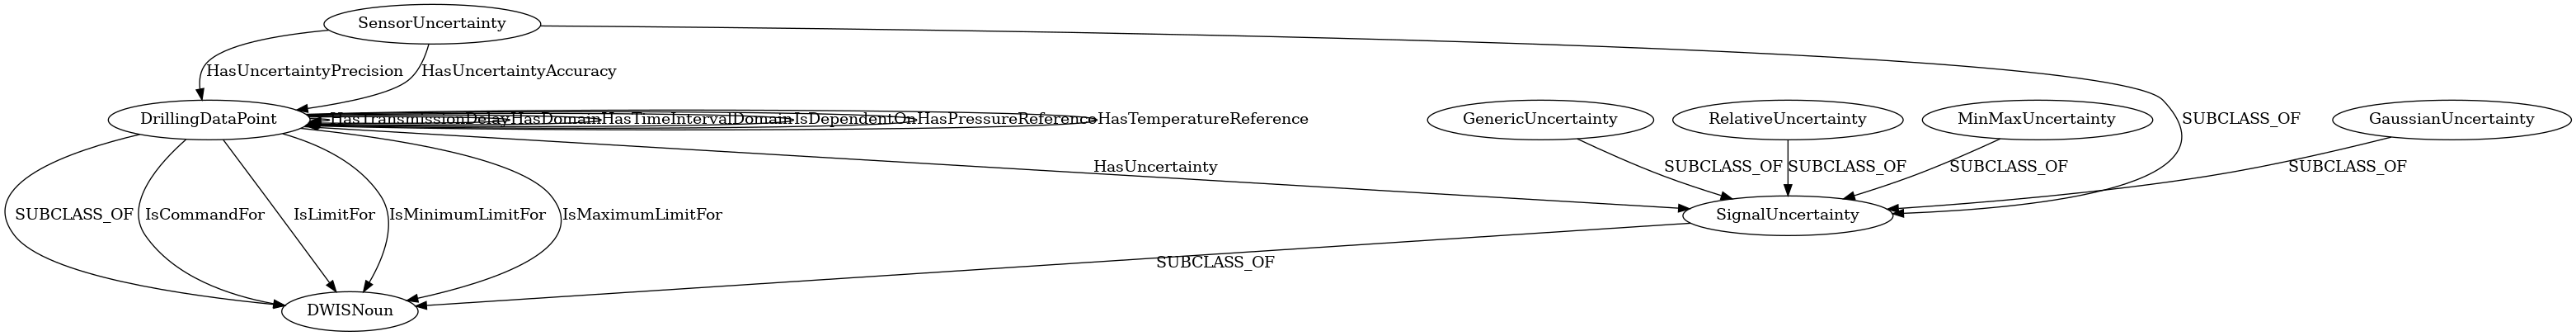 SensorUncertainty
HasUncertaintyPrecision
HasUncertaintyAccuracy
DrillingDataPoint
HasTransmissionDelay
HasDomain
HasTimeIntervalDomain
IsDependentOn
HasPressureReference
HasTemperatureReference
GenericUncertainty
RelativeUncertainty
MinMaxUncertainty
SUBCLASS_OF
GaussianUncertainty
HasUncertainty
SUBCLASS_OF
SUBCLASS_OF
SUBCLASS_OF
SUBCLASS_OF
SUBCLASS_OF
IsCommandFor
IsLimitFor
IsMinimumLimitFor
IsMaximumLimitFor
SignalUncertainty
SUBCLASS_OF
DWISNoun